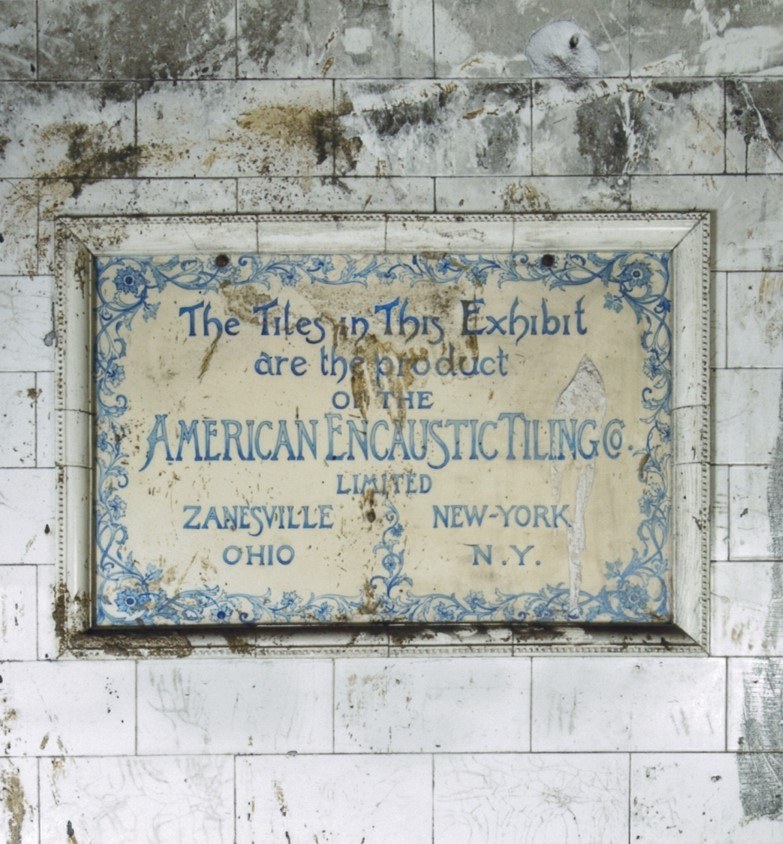 The Tiles in This Exhibit
are the product
OF THE
AMERICAN ENCAUSTIC TILING CO.
LIMITED
ZANESVILLE NEW-YORK
OHIO N.Y.